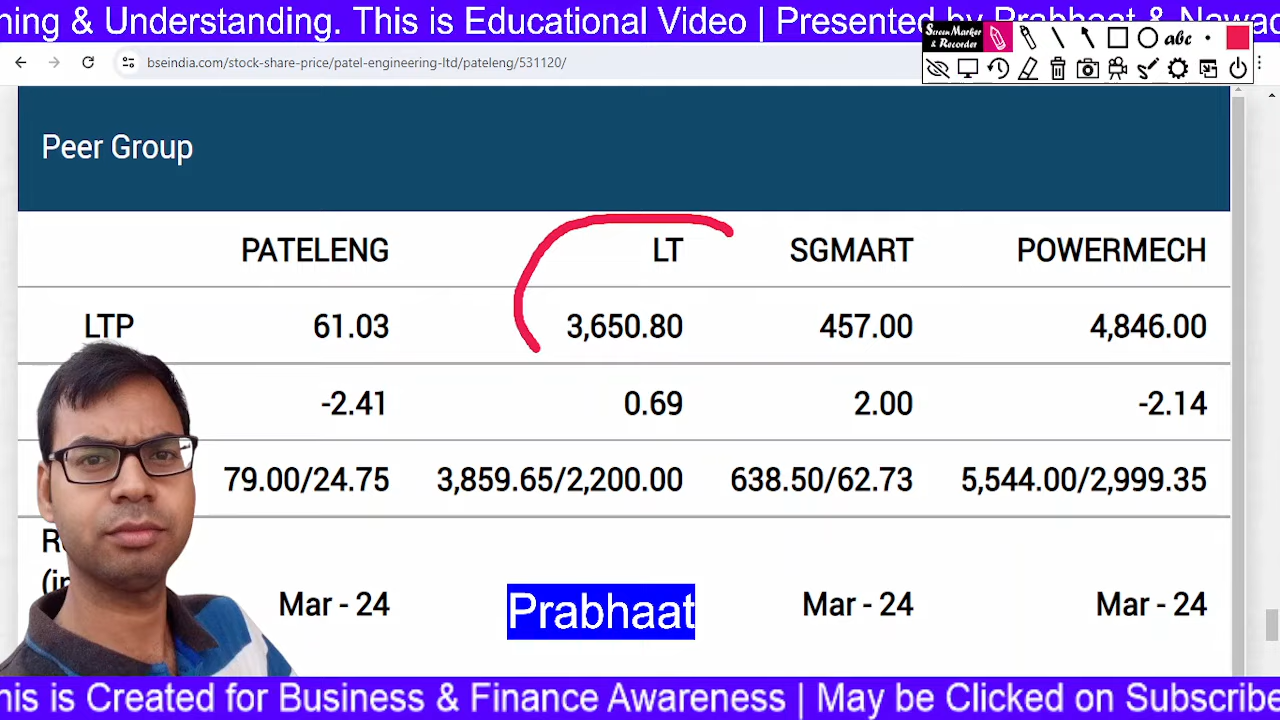 ning & Understanding. This is Educational Video | Presented by Prabhaat & Nawad
Screen Marker & Recorder
abc
bseindia.com/stock-share-price/patel-engineering-ltd/pateleng/531120/
Peer Group
PATELENG LT SGMART POWERMECH
LTP 61.03 3,650.80 457.00 4,846.00
-2.41 0.69 2.00 -2.14
79.00/24.75 3,859.65/2,200.00 638.50/62.73 5,544.00/2,999.35
Mar - 24 Prabhaat Mar - 24 Mar - 24
his is Created for Business & Finance Awareness | May be Clicked on Subscribe